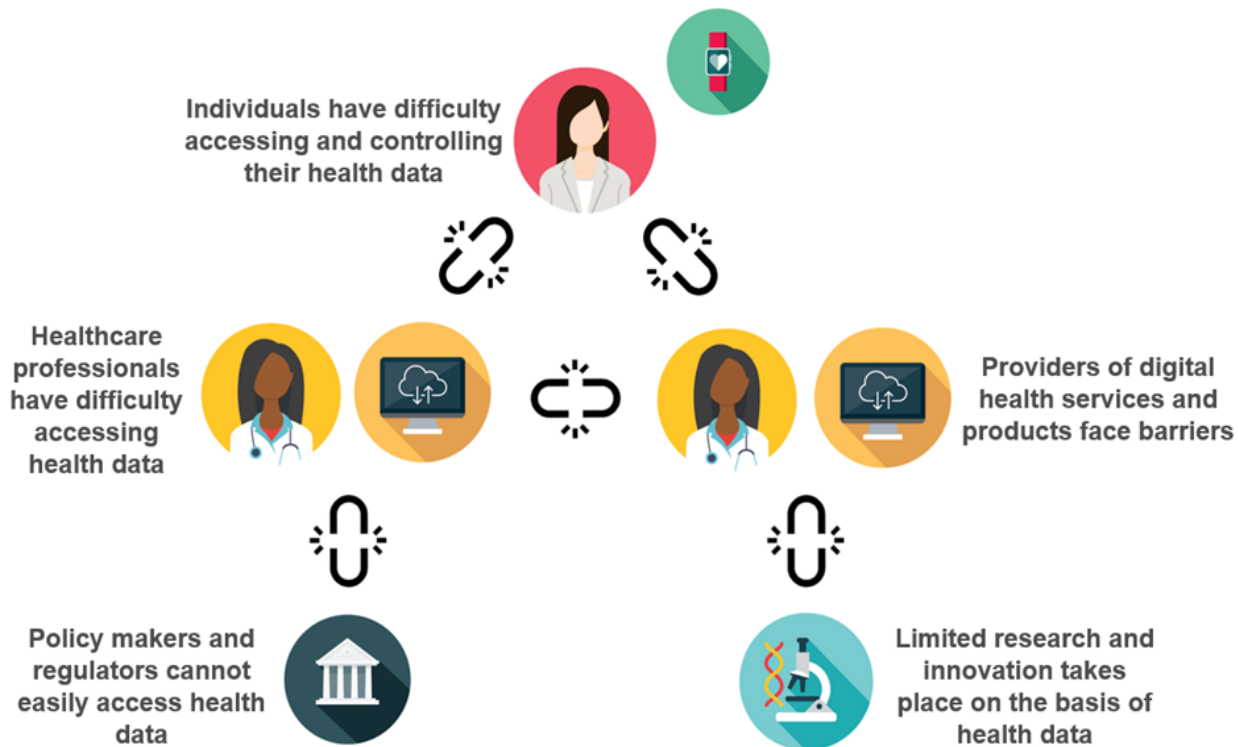 Individuals have difficulty
accessing and controlling
their health data
Healthcare
professionals
have difficulty
accessing
health data
Providers of digital
health services and
products face barriers
Policy makers and
regulators cannot
easily access health
data
Limited research and
innovation takes
place on the basis of
health data